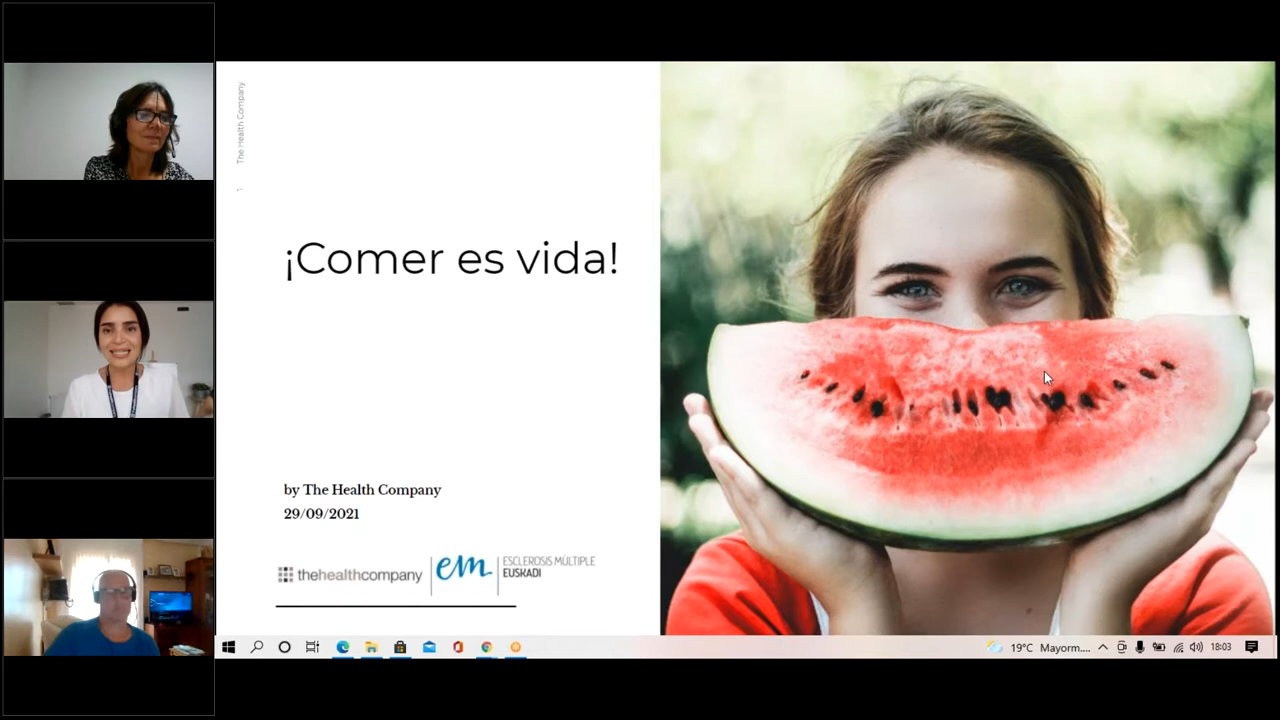 The Health Company
1
¡Comer es vida!
by The Health Company
29/09/2021
thehealthcompany
em
ESCLEROSIS MÚLTIPLE
EUSKADI
19°C Mayorm.... 18:03